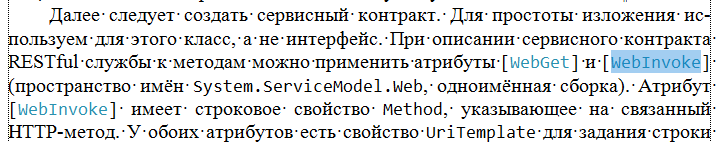 Далее следует создать сервисный контракт. Для простоты изложения ис-
пользуем для этого класс, а не интерфейс. При описании сервисного контракта
RESTful службы к методам можно применить атрибуты [WebGet] и [WebInvoke]
(пространство имён System.ServiceModel.Web, одноимённая сборка). Атрибут
[WebInvoke] имеет строковое свойство Method, указывающее на связанный
HTTP-метод. У обоих атрибутов есть свойство UriTemplate для задания строки